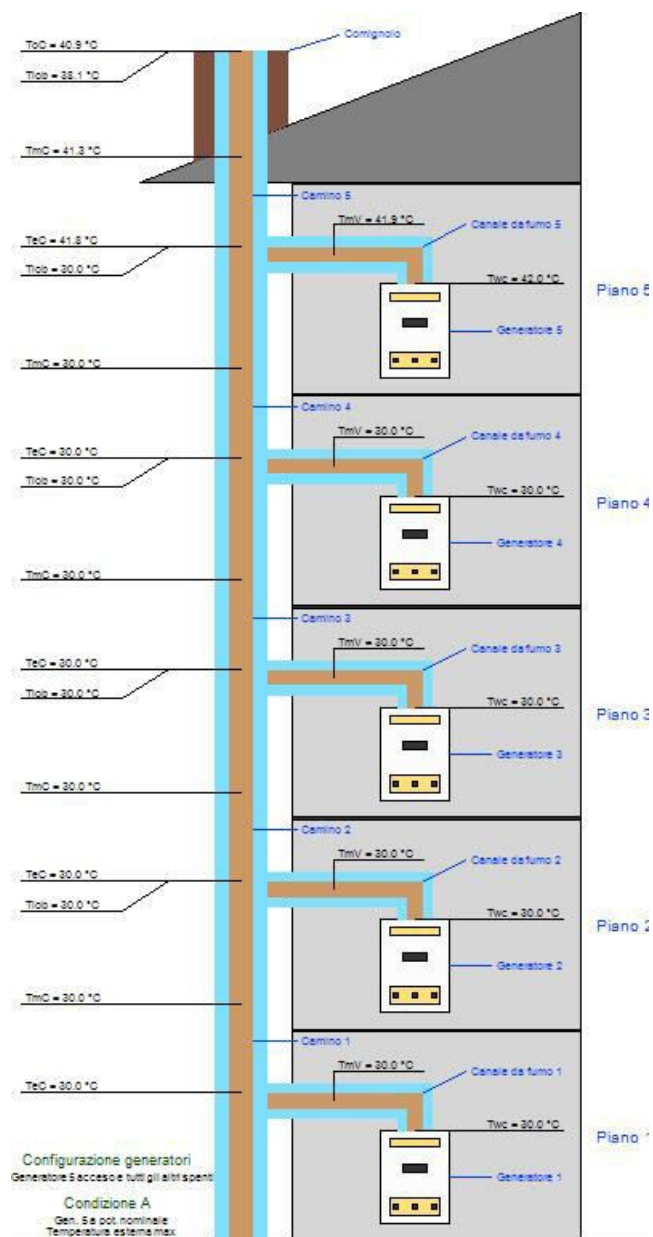 ToC = 40.9 °C
Comignolo
Tiob = 38.1 °C
TmC = 41.3 °C
Camino 5
TmV = 41.9 °C
Canale da fumo 5
TeC = 41.8 °C
Tiob = 30.0 °C
Twc = 42.0 °C
Piano 5
Generatore 5
TmC = 30.0 °C
Camino 4
TmV = 30.0 °C
Canale da fumo 4
TeC = 30.0 °C
Tiob = 30.0 °C
Twc = 30.0 °C
Piano 4
Generatore 4
TmC = 30.0 °C
Camino 3
TmV = 30.0 °C
Canale da fumo 3
TeC = 30.0 °C
Tiob = 30.0 °C
Twc = 30.0 °C
Piano 3
Generatore 3
TmC = 30.0 °C
Camino 2
TmV = 30.0 °C
Canale da fumo 2
TeC = 30.0 °C
Tiob = 30.0 °C
Twc = 30.0 °C
Piano 2
Generatore 2
TmC = 30.0 °C
Camino 1
TmV = 30.0 °C
Canale da fumo 1
TeC = 30.0 °C
Twc = 30.0 °C
Piano 1
Generatore 1
Configurazione generatori
Generatore 5 acceso e tutti gli altri spenti
Condizione A
Gen. 5 a pot. nominale
Temperatura esterna max